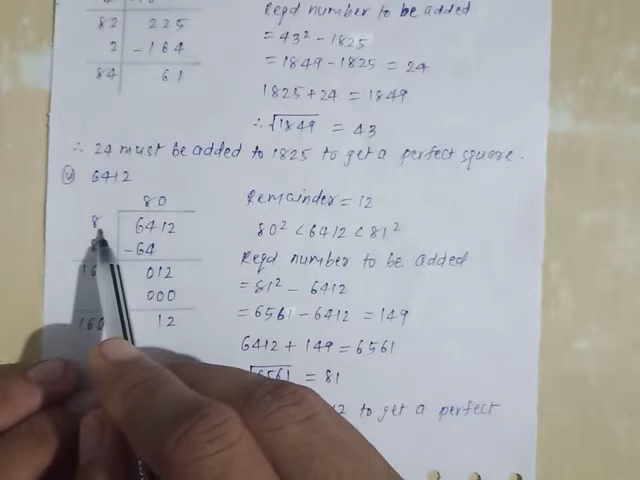 82 225
2 -164
84 61
Reqd number to be added
= 43² - 1825
= 1849 - 1825 = 24
1825 + 24 = 1849
∴ √1849 = 43
∴ 24 must be added to 1825 to get a perfect square.
(v) 6412
80
8 6412
-64
16 012
000
160 12
Remainder = 12
80² < 6412 < 81²
Reqd number to be added
= 81² - 6412
= 6561 - 6412 = 149
6412 + 149 = 6561
√6561 = 81
12 to get a perfect